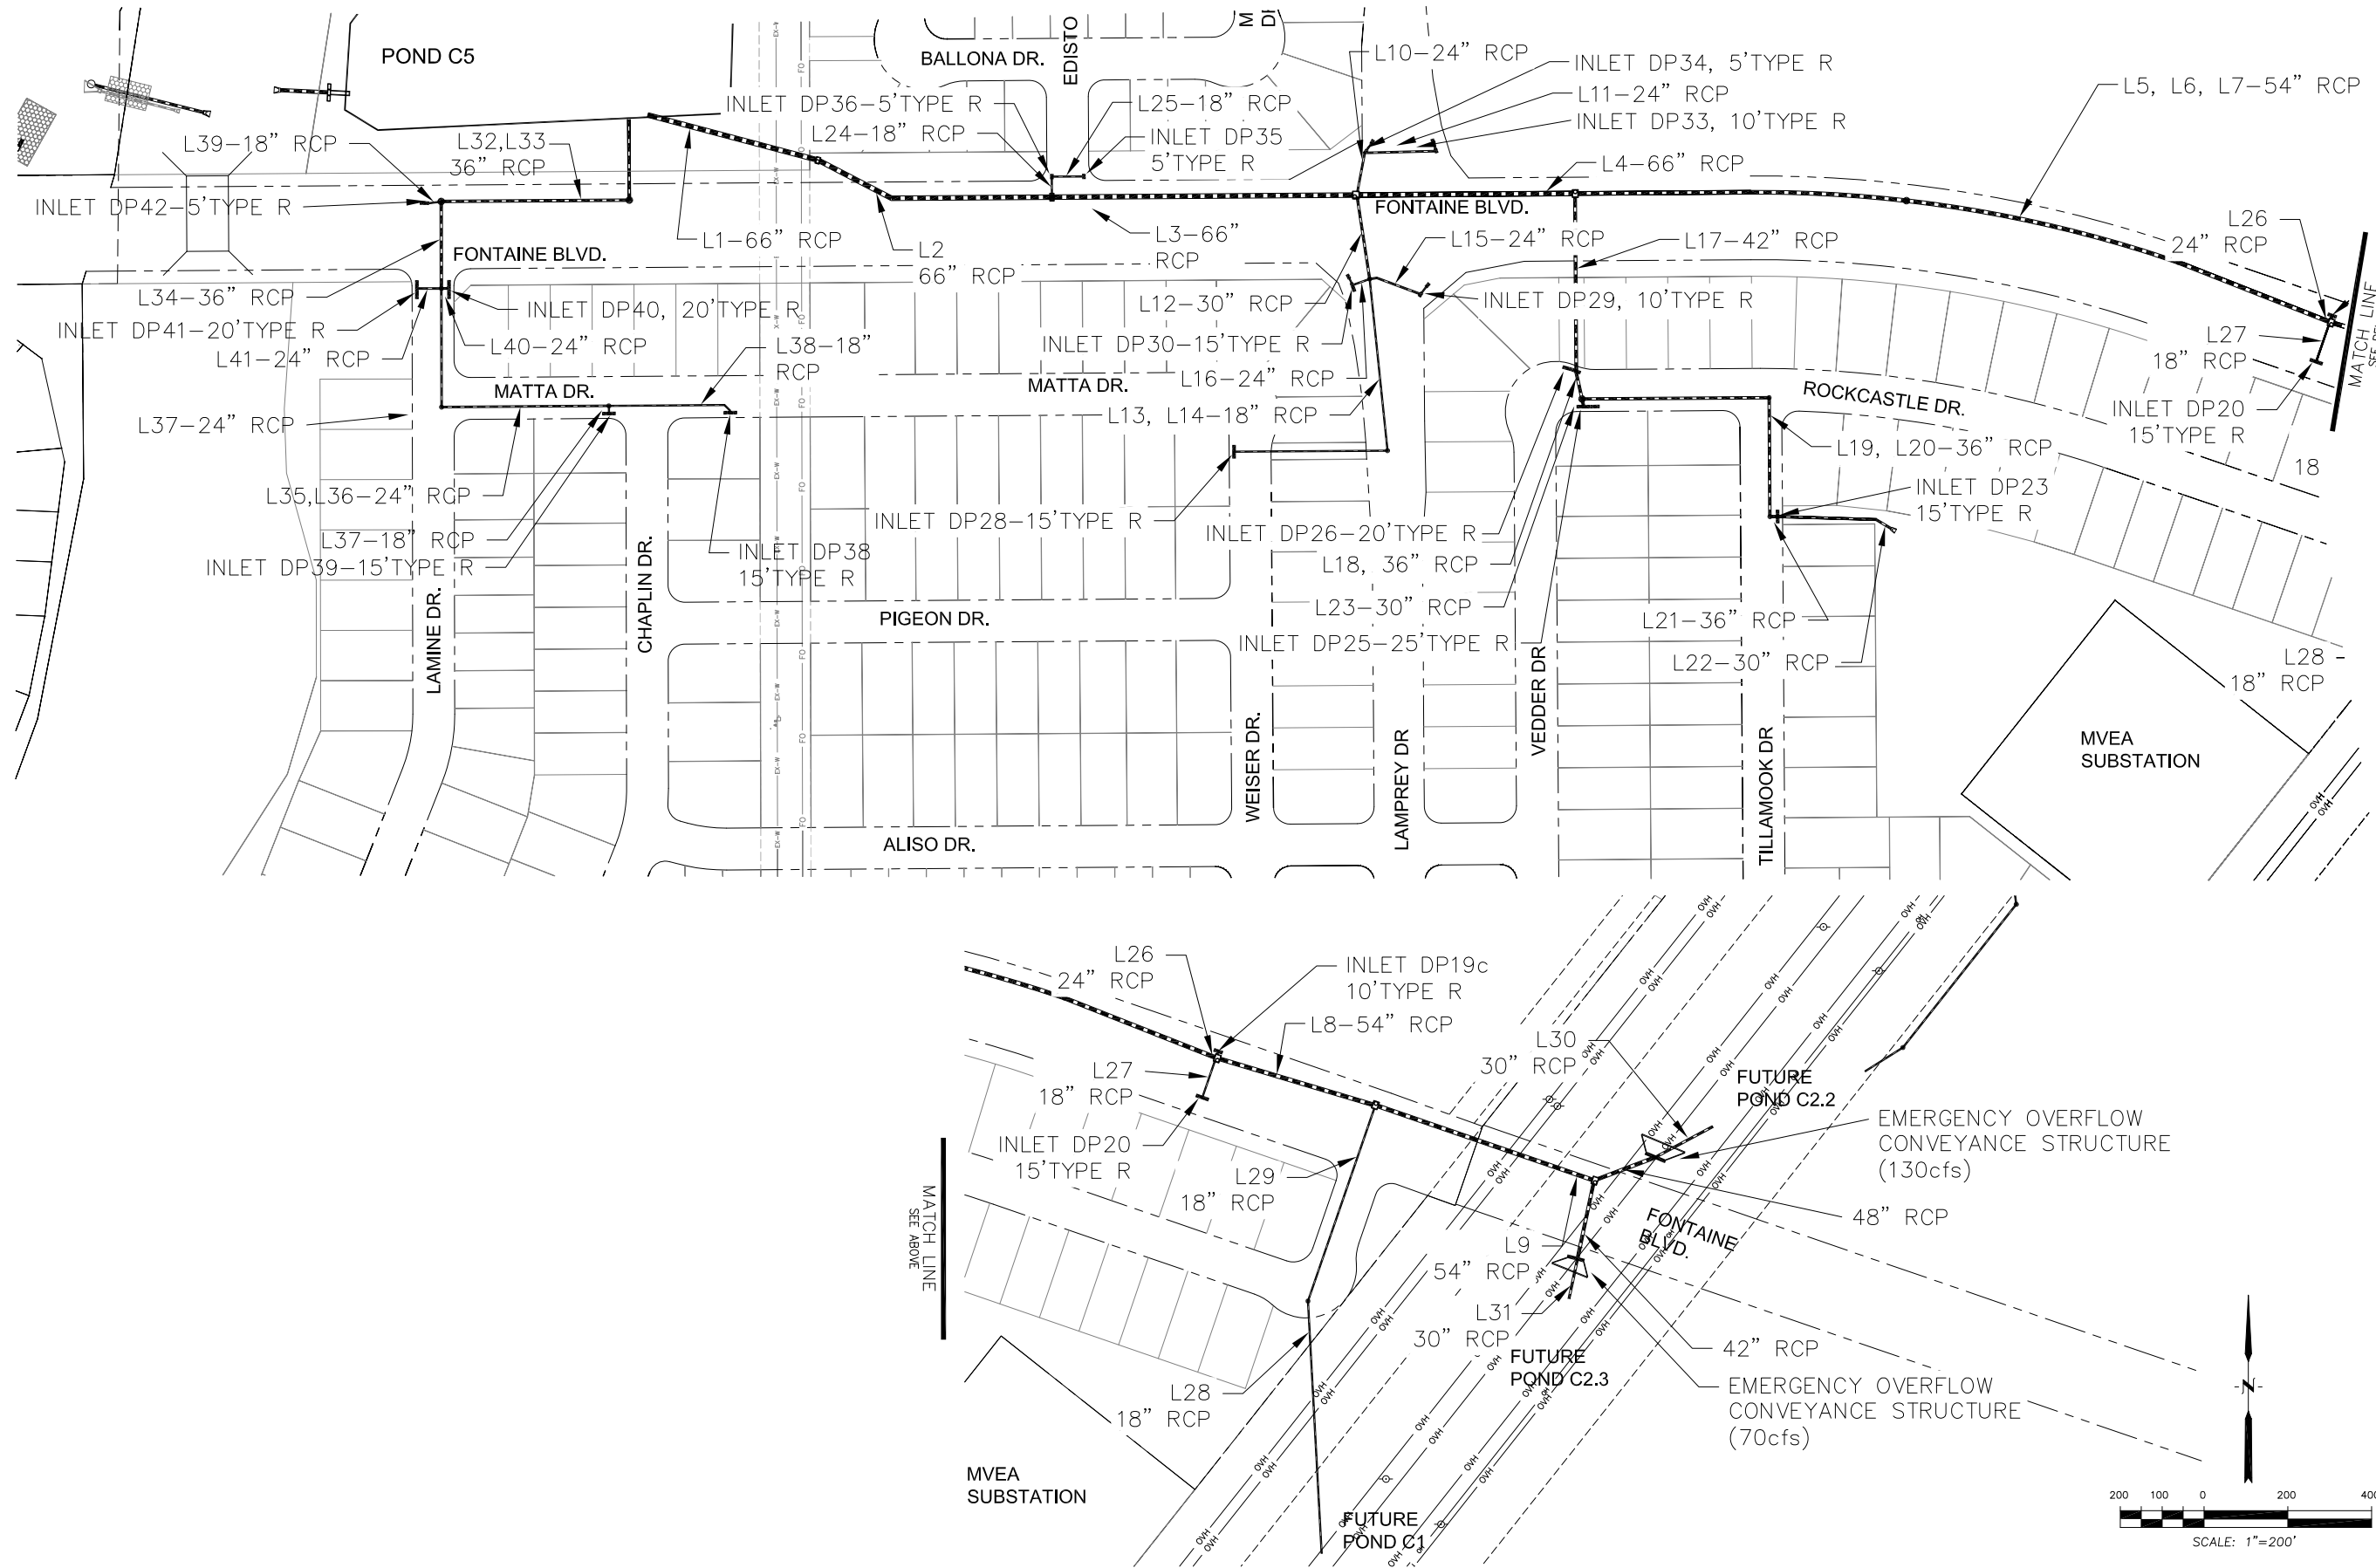 POND C5
BALLONA DR.
EDISTO
M
DI
L10-24" RCP
INLET DP34, 5'TYPE R
L11-24" RCP
INLET DP33, 10'TYPE R
L5, L6, L7-54" RCP
INLET DP36-5'TYPE R
L25-18" RCP
L24-18" RCP
INLET DP35
5'TYPE R
L39-18" RCP
L32,L33
36" RCP
L4-66" RCP
INLET DP42-5'TYPE R
FONTAINE BLVD.
L1-66" RCP
L2
66" RCP
L3-66"
RCP
FONTAINE BLVD.
L15-24" RCP
L17-42" RCP
L26
24" RCP
L34-36" RCP
INLET DP40, 20'TYPE R
L12-30" RCP
INLET DP29, 10'TYPE R
INLET DP41-20'TYPE R
L41-24" RCP
L40-24" RCP
L38-18"
RCP
INLET DP30-15'TYPE R
L27
18" RCP
MATCH LINE
MATTA DR.
MATTA DR.
L16-24" RCP
ROCKCASTLE DR.
L37-24" RCP
L13, L14-18" RCP
INLET DP20
15'TYPE R
L19, L20-36" RCP
18
L35,L36-24" RCP
INLET DP23
15'TYPE R
L37-18" RCP
INLET DP28-15'TYPE R
INLET DP26-20'TYPE R
INLET DP39-15'TYPE R
INLET DP38
15'TYPE R
L18, 36" RCP
LAMINE DR.
CHAPLIN DR.
PIGEON DR.
L23-30" RCP
L21-36" RCP
INLET DP25-25'TYPE R
L22-30" RCP
L28
18" RCP
WEISER DR.
LAMPREY DR
VEDDER DR
TILLAMOOK DR
MVEA
SUBSTATION
ALISO DR.
EX-W
FO
OVH
L26
24" RCP
INLET DP19c
10'TYPE R
L8-54" RCP
L30
30" RCP
L27
18" RCP
FUTURE
POND C2.2
INLET DP20
15'TYPE R
EMERGENCY OVERFLOW
CONVEYANCE STRUCTURE
(130cfs)
L29
18" RCP
MATCH LINE
SEE ABOVE
48" RCP
FONTAINE
BLVD.
L9
54" RCP
L31
30" RCP
42" RCP
FUTURE
POND C2.3
L28
18" RCP
EMERGENCY OVERFLOW
CONVEYANCE STRUCTURE
(70cfs)
MVEA
SUBSTATION
FUTURE
POND C1
N
200 100 0 200 400
SCALE: 1"=200'